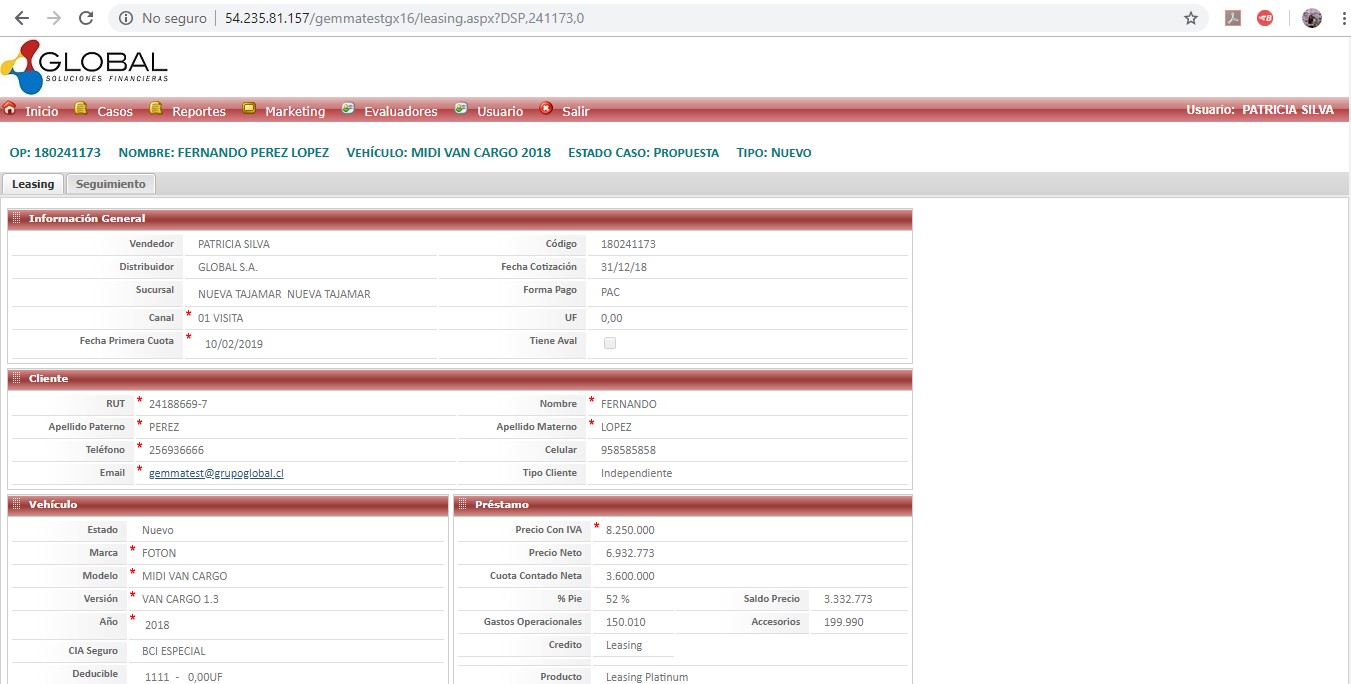 No seguro | 54.235.81.157/gemmatestgx16/leasing.aspx?DSP,241173,0
GLOBAL
SOLUCIONES FINANCIERAS
Inicio Casos Reportes Marketing Evaluadores Usuario Salir Usuario: PATRICIA SILVA
OP: 180241173 NOMBRE: FERNANDO PEREZ LOPEZ VEHÍCULO: MIDI VAN CARGO 2018 ESTADO CASO: PROPUESTA TIPO: NUEVO
Leasing Seguimiento
Información General
Vendedor PATRICIA SILVA Código 180241173
Distribuidor GLOBAL S.A. Fecha Cotización 31/12/18
Sucursal NUEVA TAJAMAR NUEVA TAJAMAR Forma Pago PAC
Canal * 01 VISITA UF 0,00
Fecha Primera Cuota * 10/02/2019 Tiene Aval
Cliente
RUT * 24188669-7 Nombre * FERNANDO
Apellido Paterno * PEREZ Apellido Materno * LOPEZ
Teléfono * 256936666 Celular 958585858
Email * gemmatest@grupoglobal.cl Tipo Cliente Independiente
Vehículo Préstamo
Estado Nuevo Precio Con IVA * 8.250.000
Marca * FOTON Precio Neto 6.932.773
Modelo * MIDI VAN CARGO Cuota Contado Neta 3.600.000
Versión * VAN CARGO 1.3 % Pie 52 % Saldo Precio 3.332.773
Año * 2018 Gastos Operacionales 150.010 Accesorios 199.990
CIA Seguro BCI ESPECIAL Credito Leasing
Deducible 1111 - 0,00UF Producto Leasing Platinum